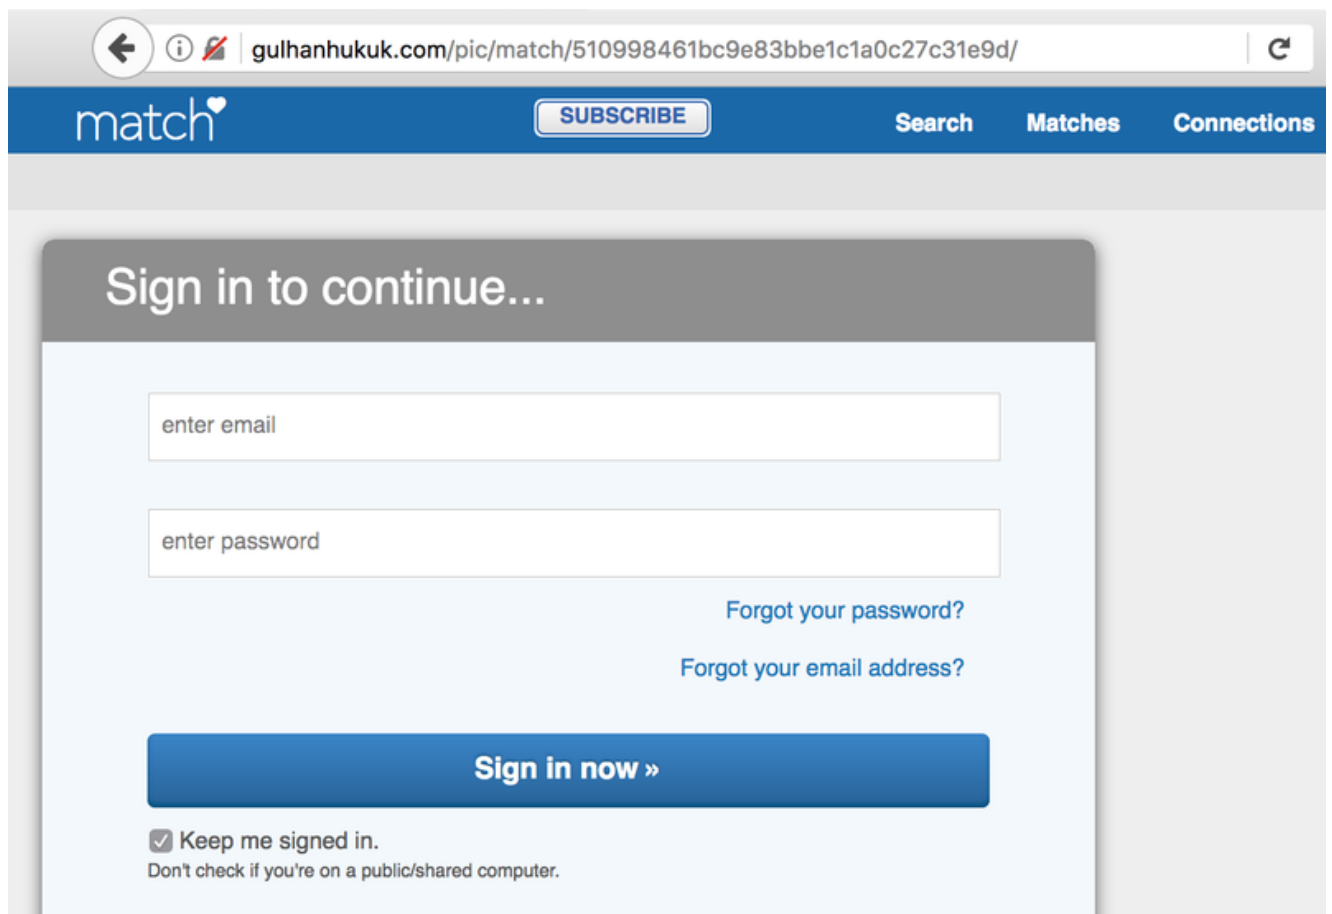 gulhanhukuk.com/pic/match/510998461bc9e83bbe1c1a0c27c31e9d/
match SUBSCRIBE Search Matches Connections
Sign in to continue...
enter email
enter password
Forgot your password?
Forgot your email address?
Sign in now »
Keep me signed in.
Don't check if you're on a public/shared computer.